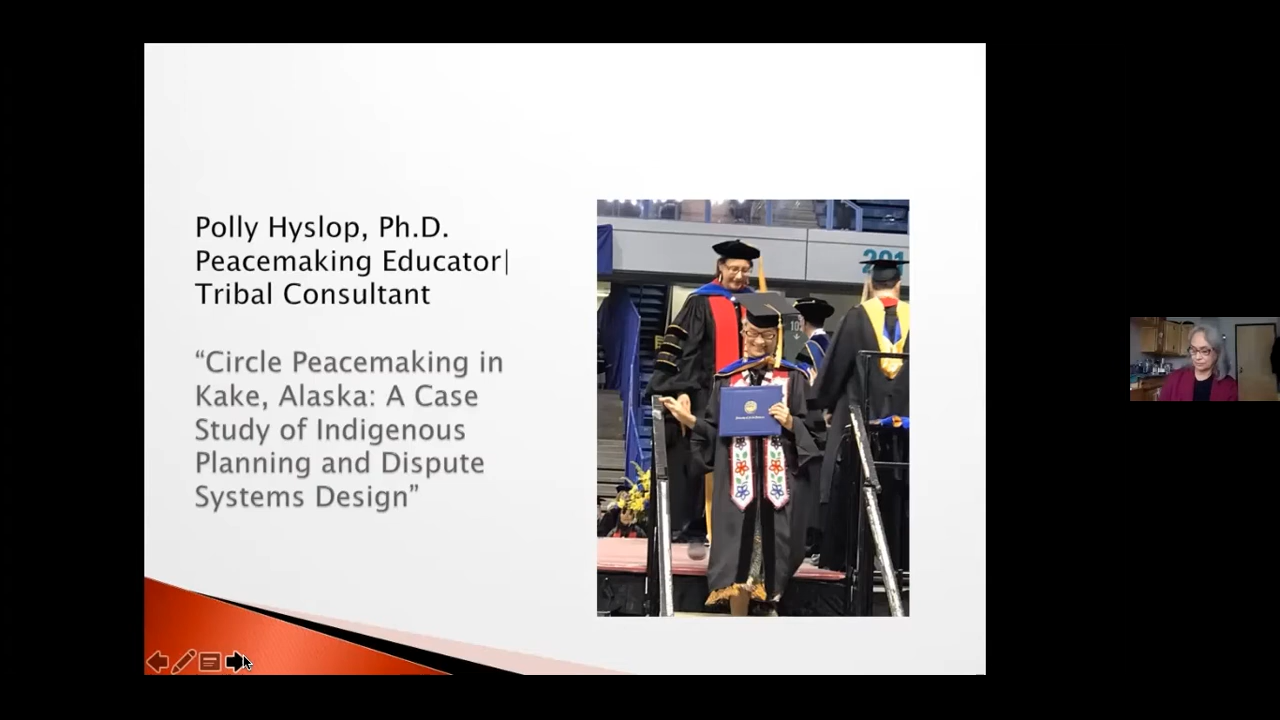 Polly Hyslop, Ph.D.
Peacemaking Educator|
Tribal Consultant
“Circle Peacemaking in
Kake, Alaska: A Case
Study of Indigenous
Planning and Dispute
Systems Design”
201